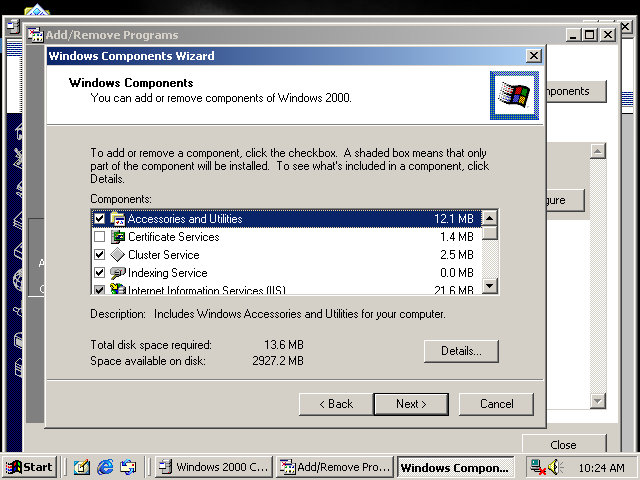 Add/Remove Programs
Windows Components Wizard
Windows Components
You can add or remove components of Windows 2000.
ponents
To add or remove a component, click the checkbox. A shaded box means that only
part of the component will be installed. To see what's included in a component, click
Details.
Components:
Accessories and Utilities 12.1 MB
Certificate Services 1.4 MB
Cluster Service 2.5 MB
Indexing Service 0.0 MB
Internet Information Services (IIS) 21.6 MB
gure
Description: Includes Windows Accessories and Utilities for your computer.
Total disk space required: 13.6 MB
Space available on disk: 2927.2 MB
Details...
< Back Next > Cancel
Close
Start Windows 2000 C... Add/Remove Pro... Windows Compon... 10:24 AM